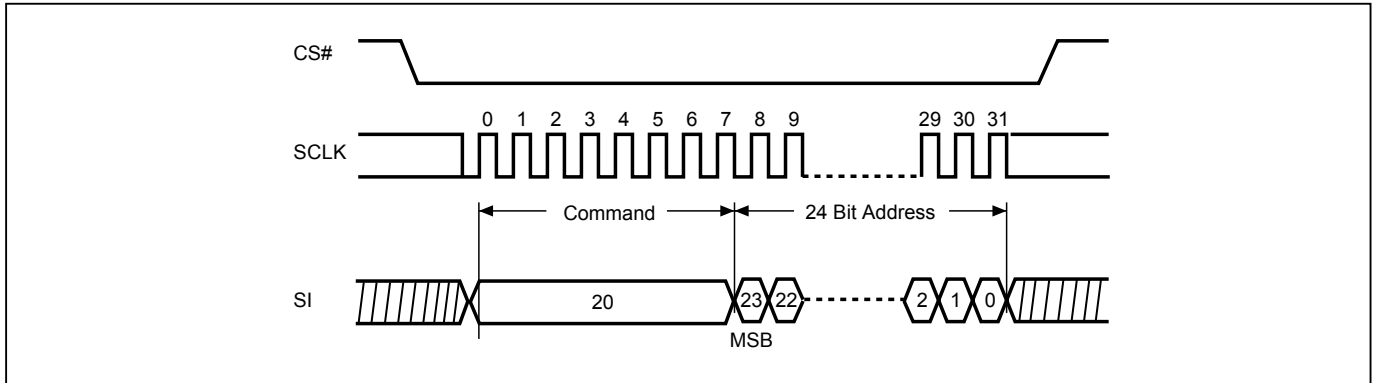 CS#
0 1 2 3 4 5 6 7 8 9 29 30 31
SCLK
Command 24 Bit Address
SI 20 23 22 2 1 0
MSB